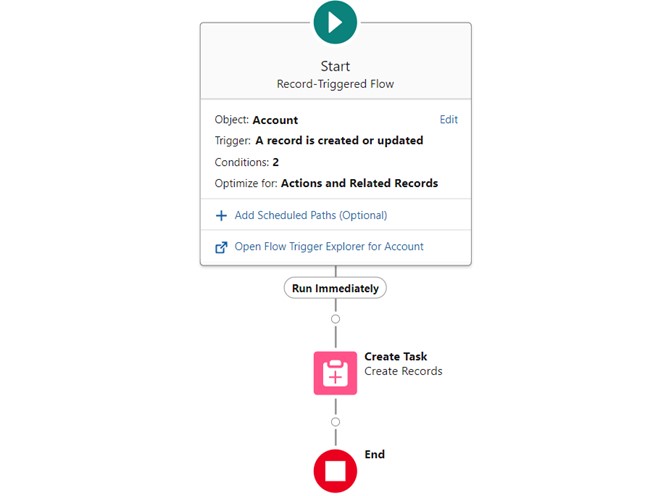 Start
Record-Triggered Flow
Object: Account Edit
Trigger: A record is created or updated
Conditions: 2
Optimize for: Actions and Related Records
Add Scheduled Paths (Optional)
Open Flow Trigger Explorer for Account
Run Immediately
Create Task
Create Records
End